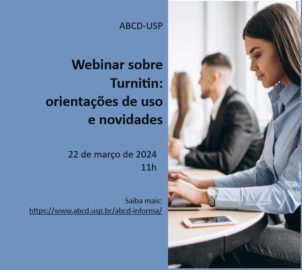 ABCD-USP
Webinar sobre
Turnitin:
orientações de uso
e novidades
22 de março de 2024
11h
Saiba mais:
https://www.abcd.usp.br/abcd-informa/